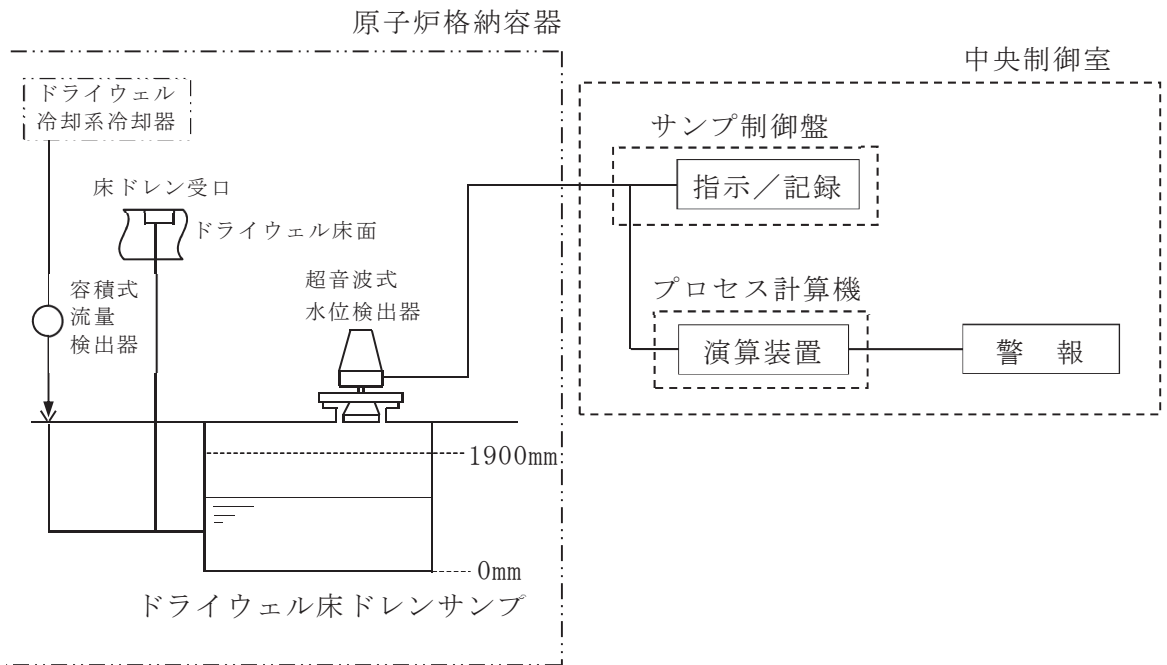 原子炉格納容器
中央制御室
ドライウェル
冷却系冷却器
サンプ制御盤
指示／記録
床ドレン受口
ドライウェル床面
容積式
流量
検出器
超音波式
水位検出器
プロセス計算機
演算装置
警　報
1900mm
0mm
ドライウェル床ドレンサンプ